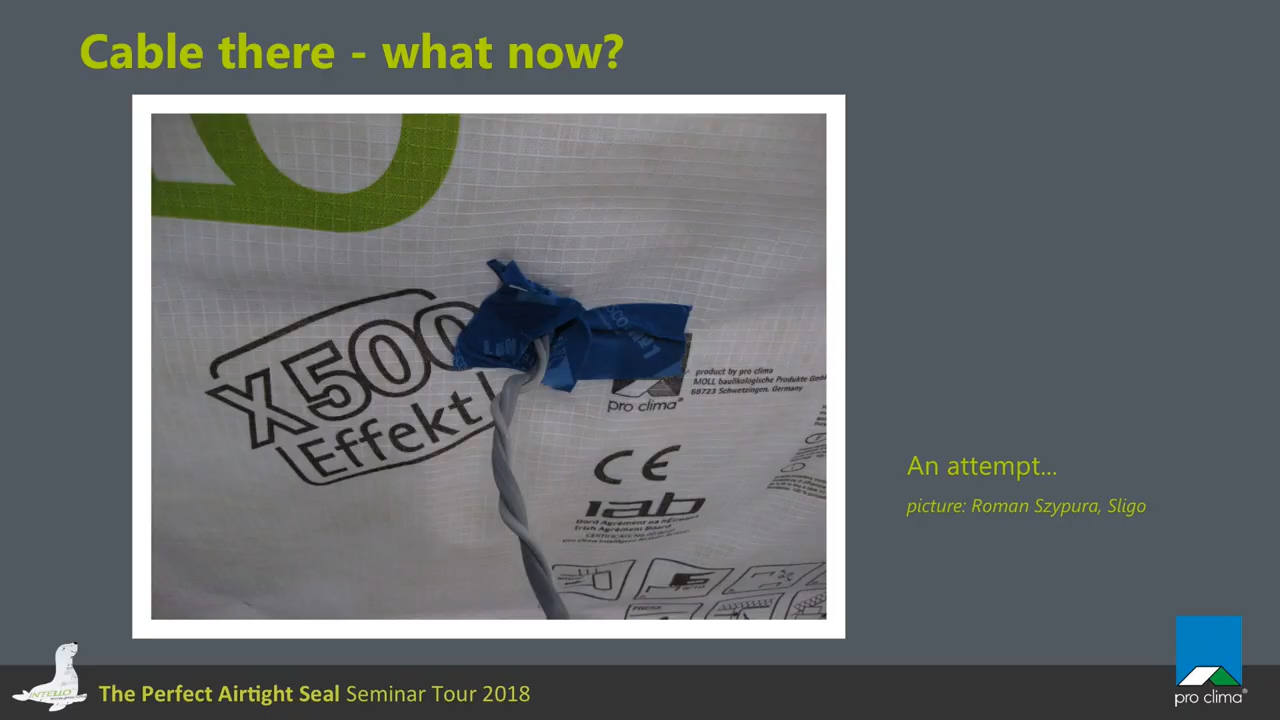 Cable there - what now?
X500
Effekt
product by pro clima
MOLL bauökologische Produkte GmbH
68723 Schwetzingen, Germany
pro clima®
CE
iab
Irish Agrément Board
An attempt...
picture: Roman Szypura, Sligo
INTELLO
The Perfect Airtight Seal Seminar Tour 2018
pro clima®